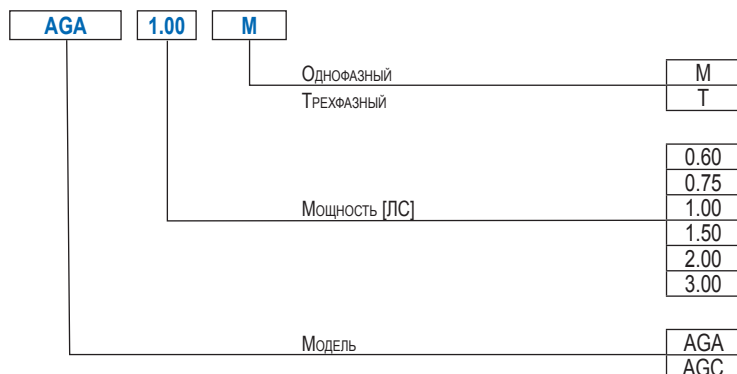 AGA 1.00 M
Однофазный M
Трехфазный T
0.60
0.75
Мощность [ЛС] 1.00
1.50
2.00
3.00
Модель AGA
AGC